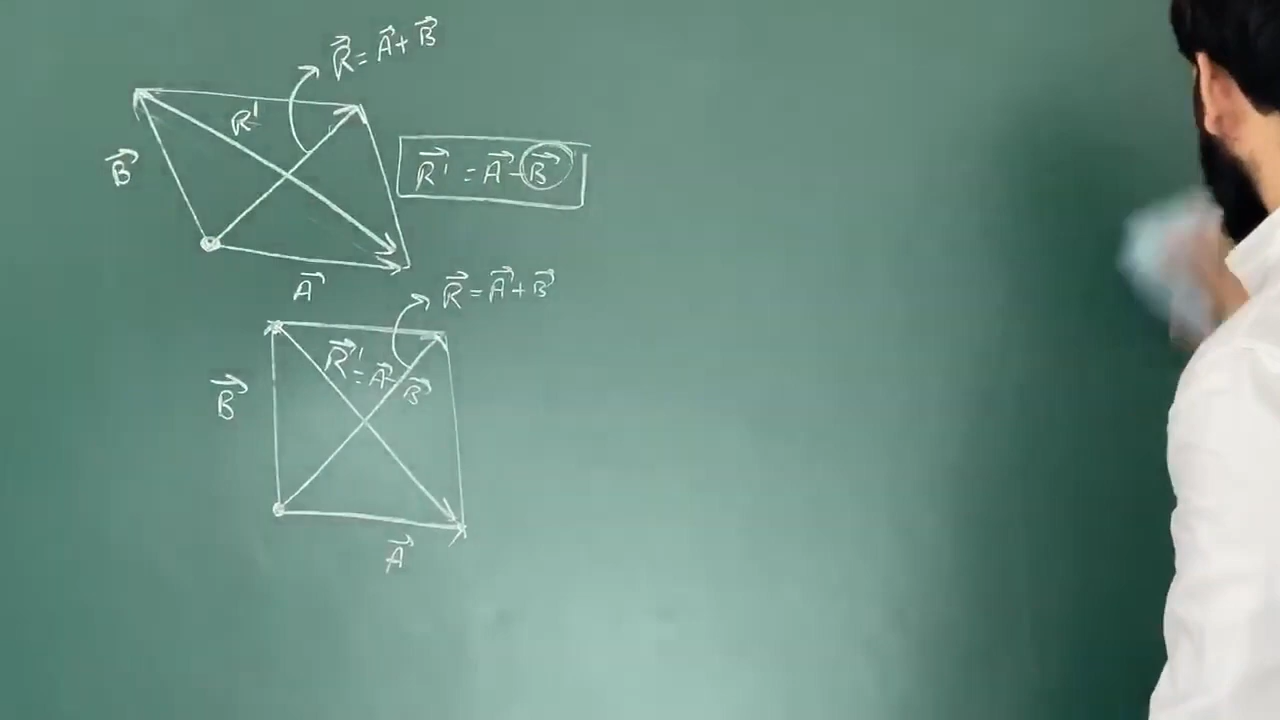 R⃗ = A⃗ + B⃗
R'
B⃗
R⃗' = A⃗ - B⃗
A⃗
R⃗ = A⃗ + B⃗
R⃗' = A⃗ - B⃗
B⃗
A⃗